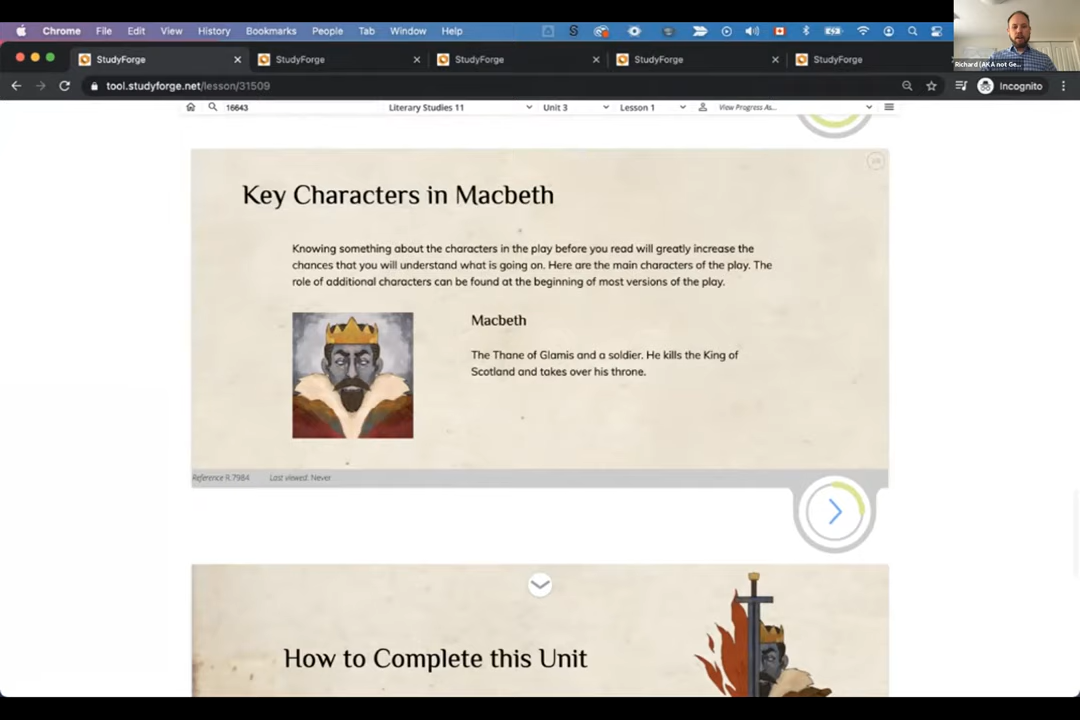 Chrome File Edit View History Bookmarks People Tab Window Help
StudyForge StudyForge StudyForge StudyForge StudyForge
tool.studyforge.net/lesson/31509 Incognito
Richard (AKA not Ge...
16643 Literary Studies 11 Unit 3 Lesson 1 View Progress As...
Key Characters in Macbeth
Knowing something about the characters in the play before you read will greatly increase the
chances that you will understand what is going on. Here are the main characters of the play. The
role of additional characters can be found at the beginning of most versions of the play.
Macbeth
The Thane of Glamis and a soldier. He kills the King of
Scotland and takes over his throne.
Reference R.7984 Last viewed: Never
How to Complete this Unit